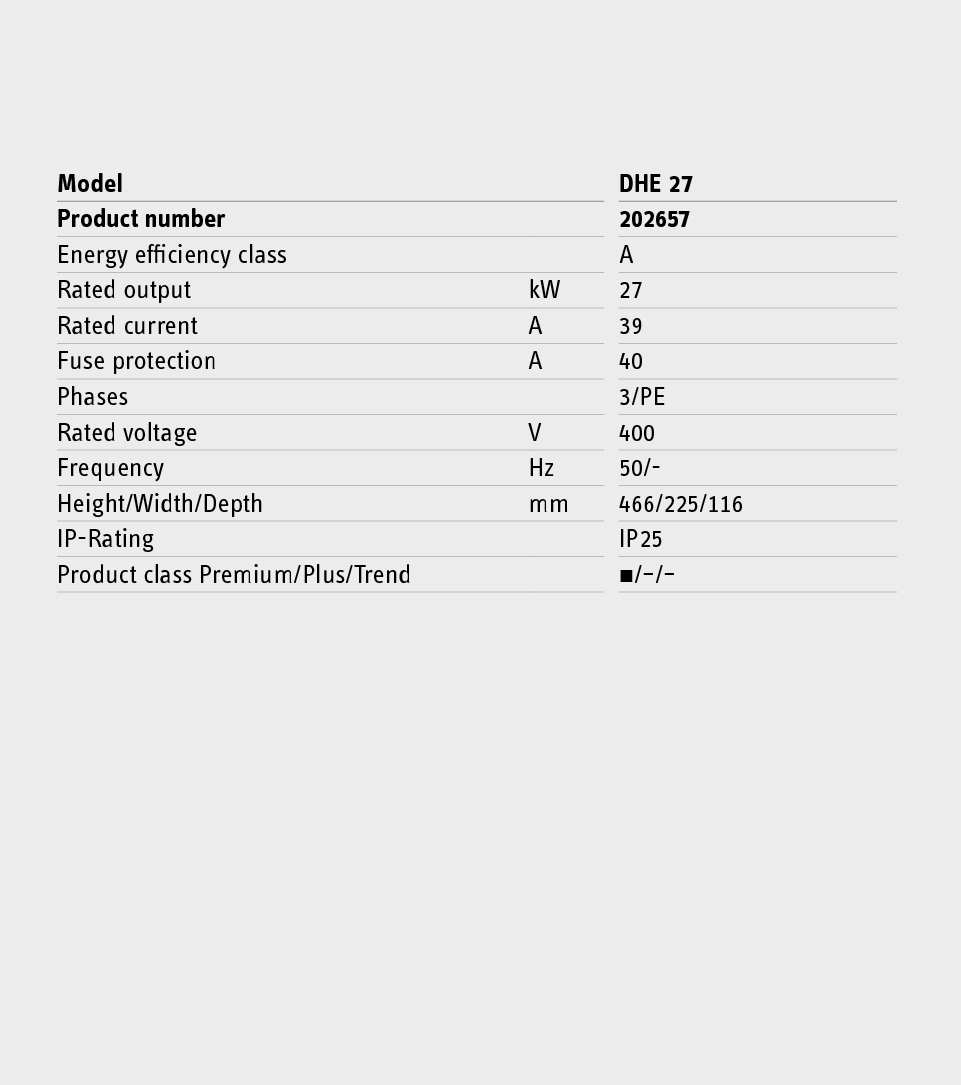 Model DHE 27
Product number 202657
Energy efficiency class A
Rated output kW 27
Rated current A 39
Fuse protection A 40
Phases 3/PE
Rated voltage V 400
Frequency Hz 50/-
Height/Width/Depth mm 466/225/116
IP-Rating IP25
Product class Premium/Plus/Trend ■/–/–